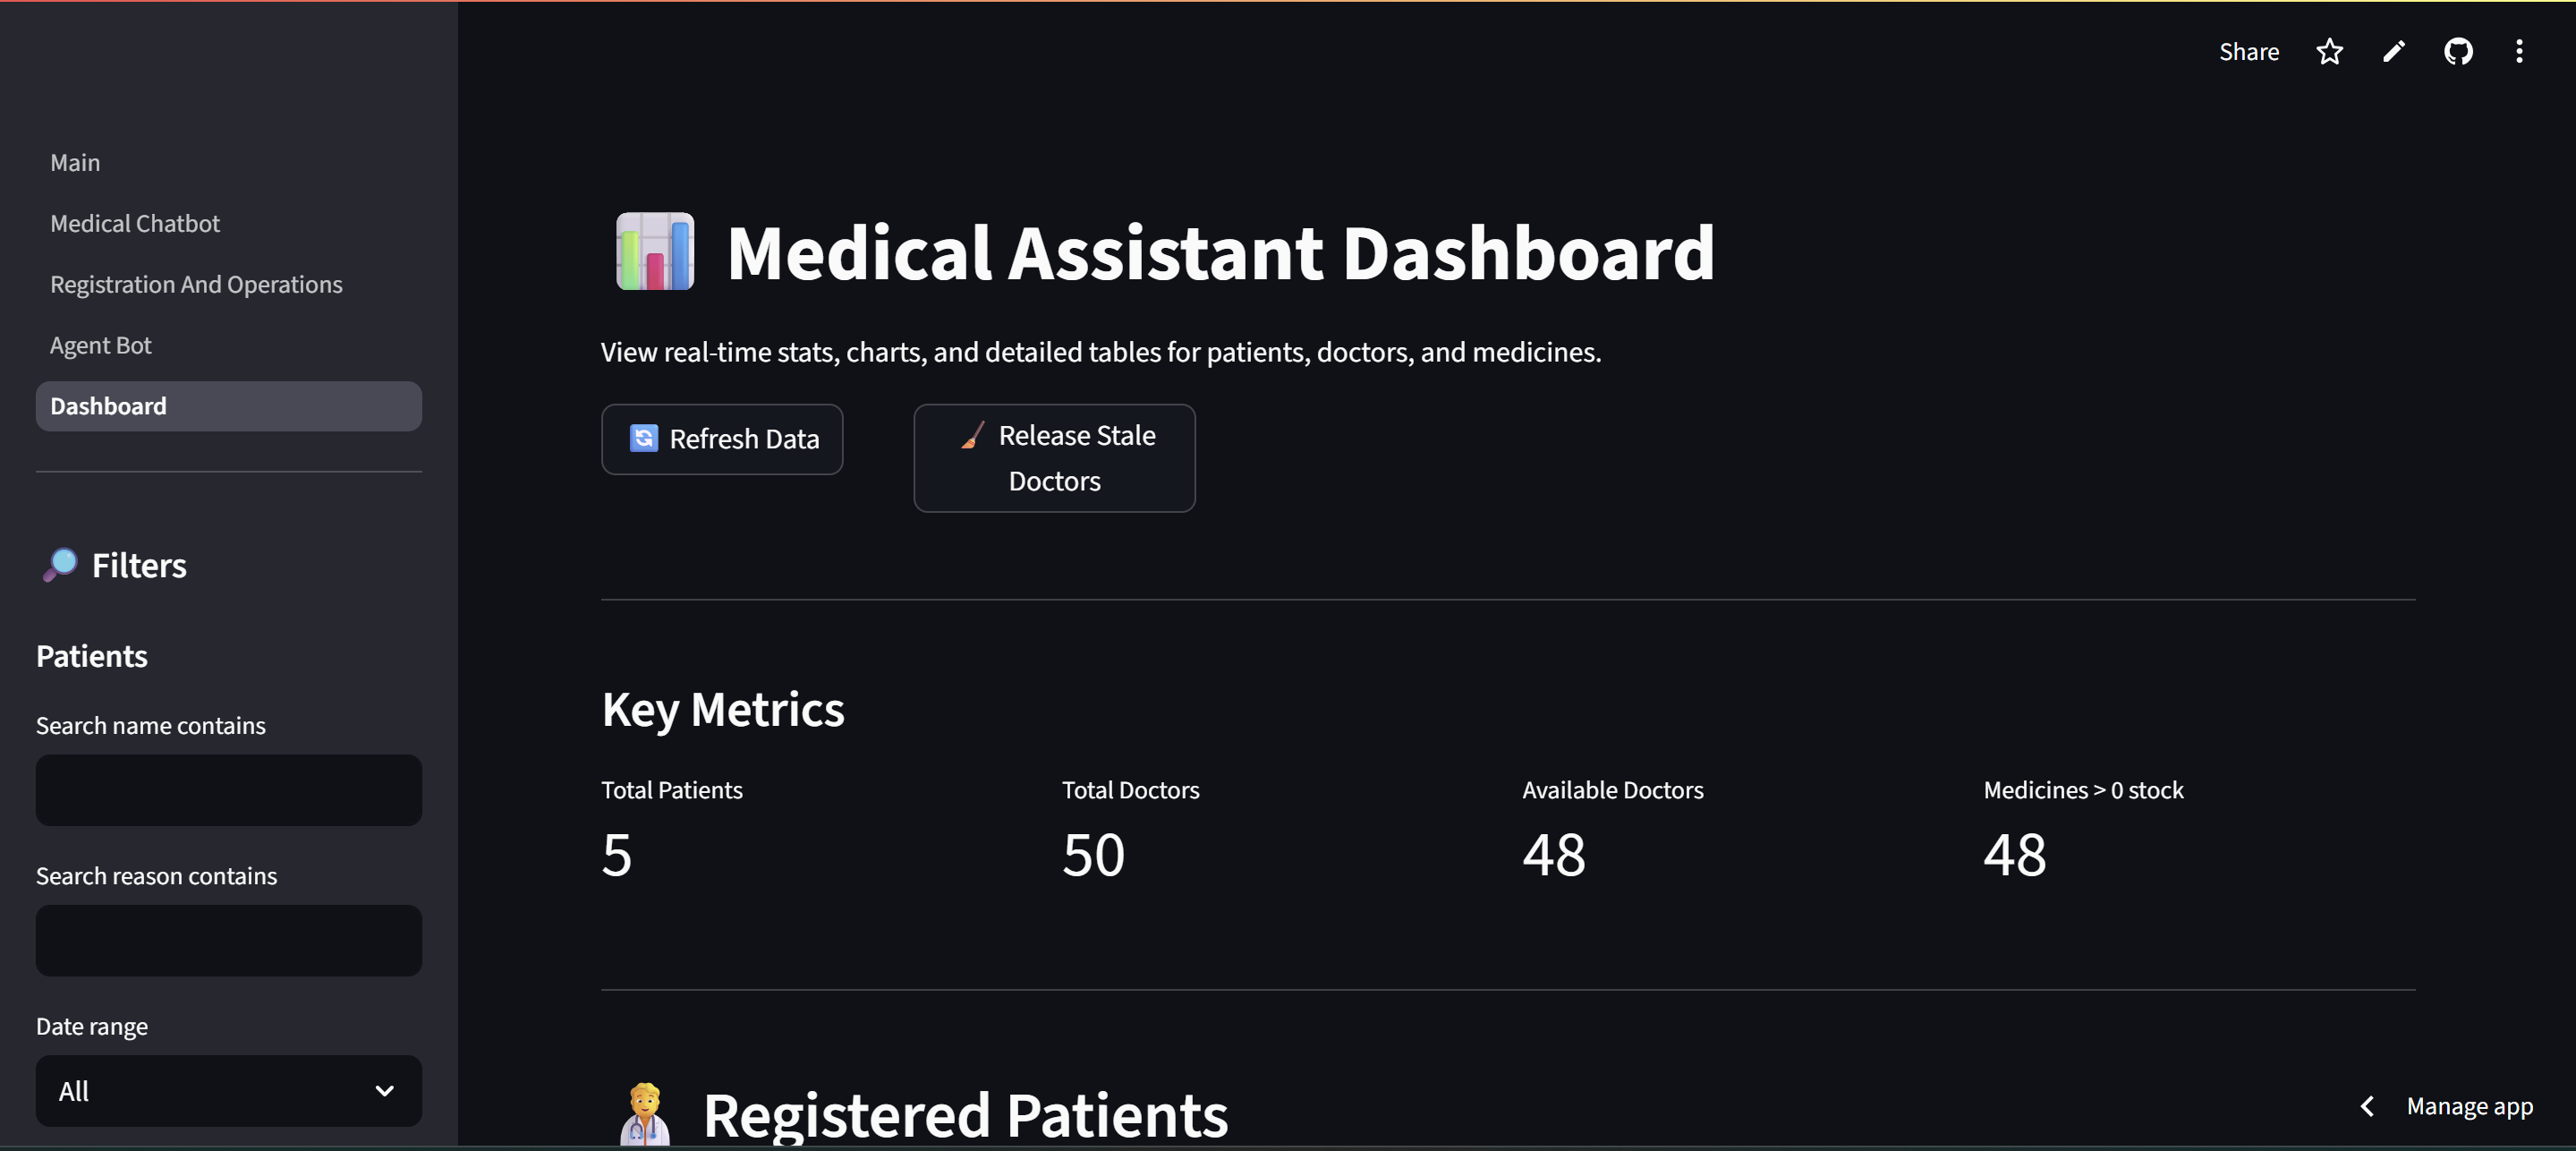 Share
Main
Medical Chatbot
Registration And Operations
Agent Bot
Dashboard
Filters
Patients
Search name contains
Search reason contains
Date range
All
Medical Assistant Dashboard
View real-time stats, charts, and detailed tables for patients, doctors, and medicines.
Refresh Data
Release Stale
Doctors
Key Metrics
Total Patients
5
Total Doctors
50
Available Doctors
48
Medicines > 0 stock
48
Registered Patients
Manage app